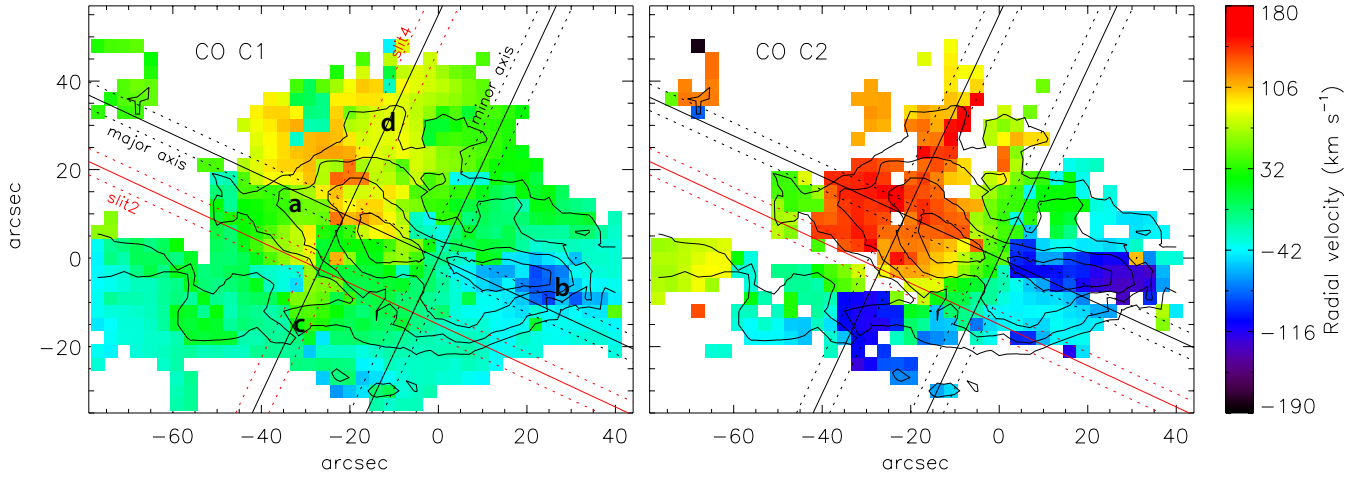 CO C1
slit4
minor axis
major axis
slit2
a
b
c
d
40
20
0
−20
arcsec
−60
−40
−20
0
20
40
arcsec
CO C2
−60
−40
−20
0
20
40
arcsec
180
106
32
−42
−116
−190
Radial velocity (km s⁻¹)